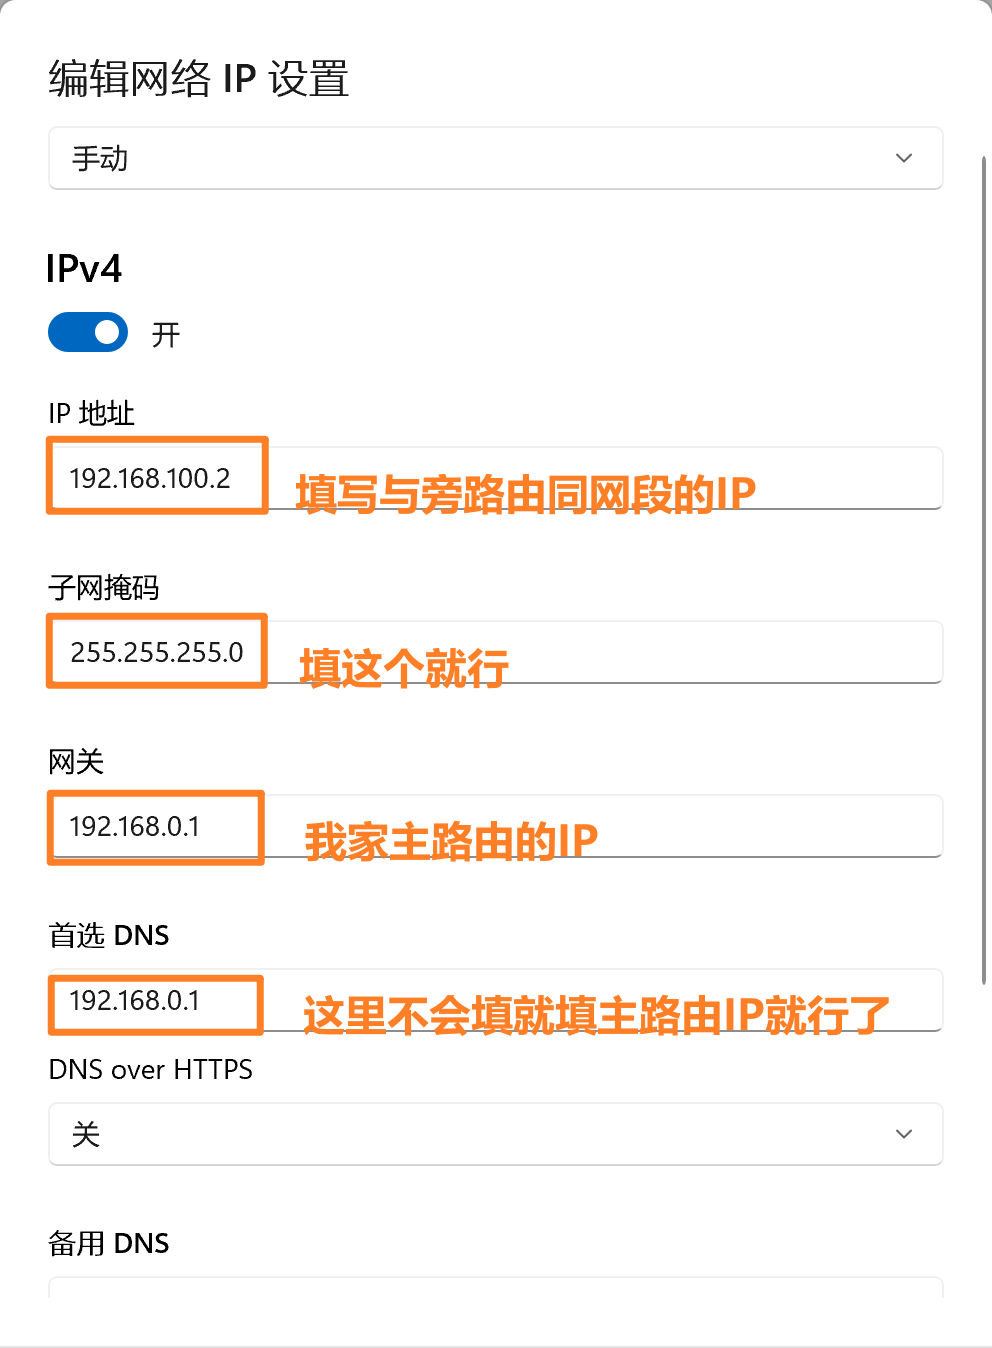 编辑网络 IP 设置
手动
IPv4
开
IP 地址
192.168.100.2
填写与旁路由同网段的IP
子网掩码
255.255.255.0
填这个就行
网关
192.168.0.1
我家主路由的IP
首选 DNS
192.168.0.1
这里不会填就填主路由IP就行了
DNS over HTTPS
关
备用 DNS